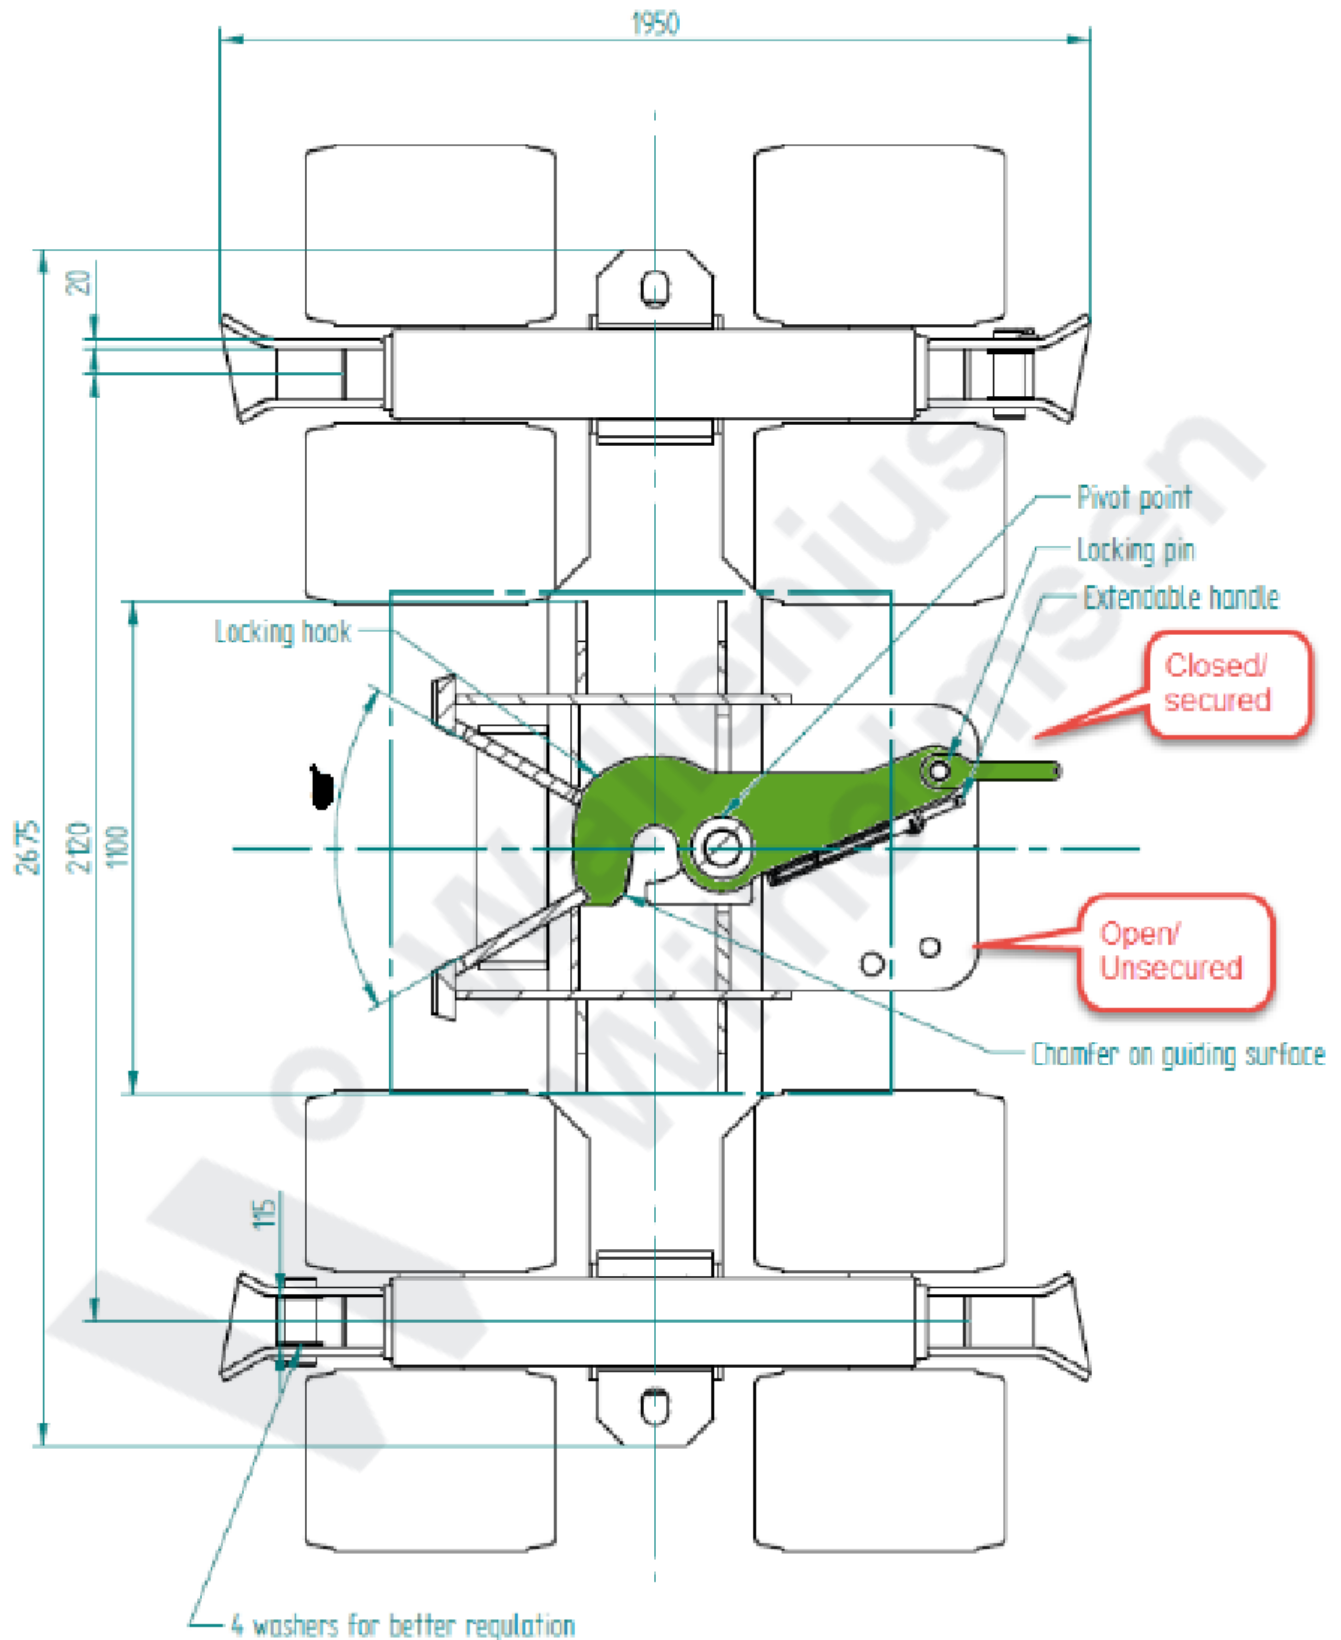 1950
20
Pivot point
Locking pin
Extendable handle
Locking hook
Closed/
secured
2675
2120
1100
Open/
Unsecured
Chamfer on guiding surface
115
4 washers for better regulation
Wallenius
Wilhelmsen